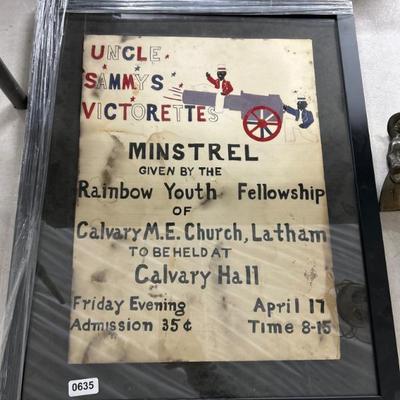 UNCLE
SAMMYS
VICTORETTES
MINSTREL
GIVEN BY THE
Rainbow Youth Fellowship
OF
Calvary M.E. Church, Latham
TO BE HELD AT
Calvary Hall
Friday Evening April 17
Admission 35¢ Time 8-15
0635